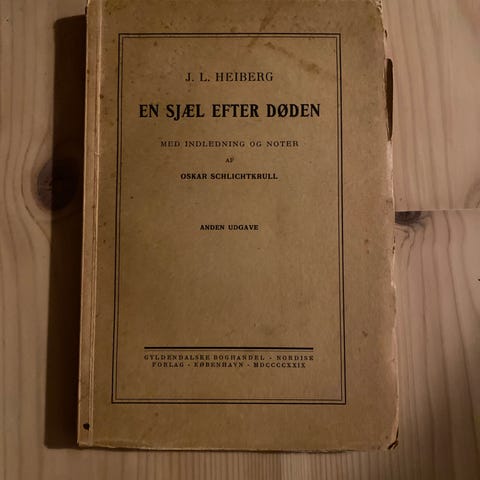 J. L. HEIBERG
EN SJÆL EFTER DØDEN
MED INDLEDNING OG NOTER
AF
OSKAR SCHLICHTKRULL
ANDEN UDGAVE
GYLDENDALSKE BOGHANDEL - NORDISK
FORLAG - KØBENHAVN - MDCCCCXXIX